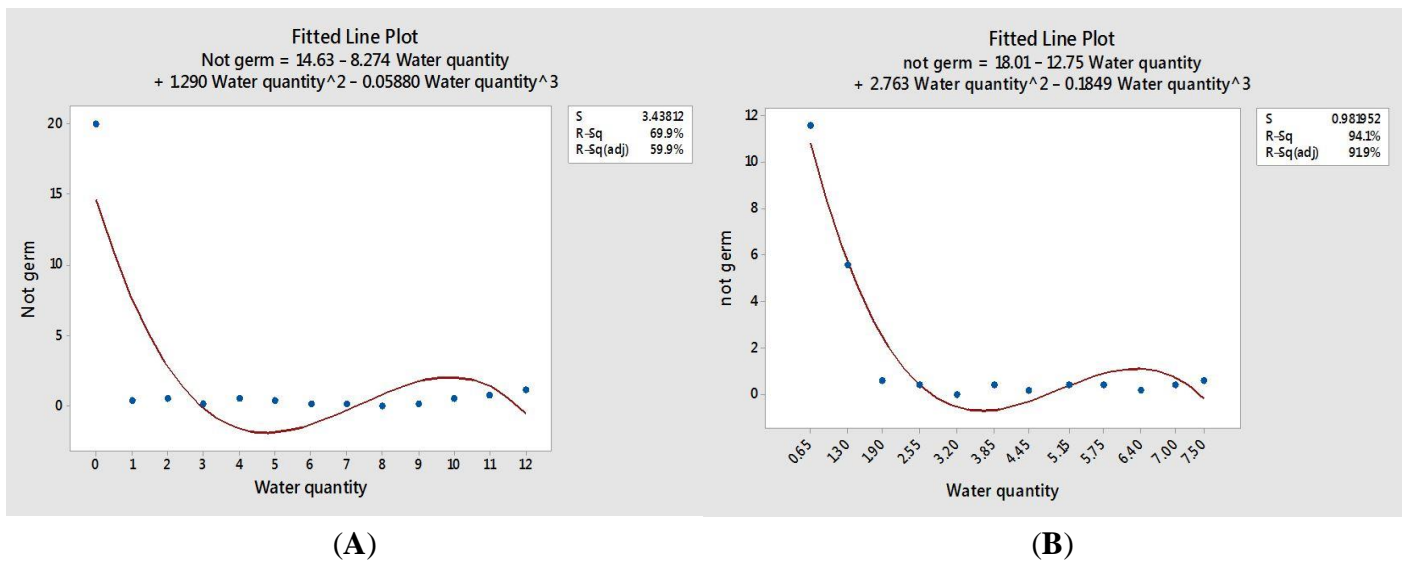 Fitted Line Plot
Not germ = 14.63 - 8.274 Water quantity
+ 1.290 Water quantity^2 - 0.05880 Water quantity^3
S 3.43812
R-Sq 69.9%
R-Sq(adj) 59.9%
20
15
10
5
0
Not germ
0 1 2 3 4 5 6 7 8 9 10 11 12
Water quantity
(A)
Fitted Line Plot
not germ = 18.01 - 12.75 Water quantity
+ 2.763 Water quantity^2 - 0.1849 Water quantity^3
S 0.981952
R-Sq 94.1%
R-Sq(adj) 91.9%
12
10
8
6
4
2
0
not germ
0.65 1.30 1.90 2.55 3.20 3.85 4.45 5.15 5.75 6.40 7.00 7.50
Water quantity
(B)